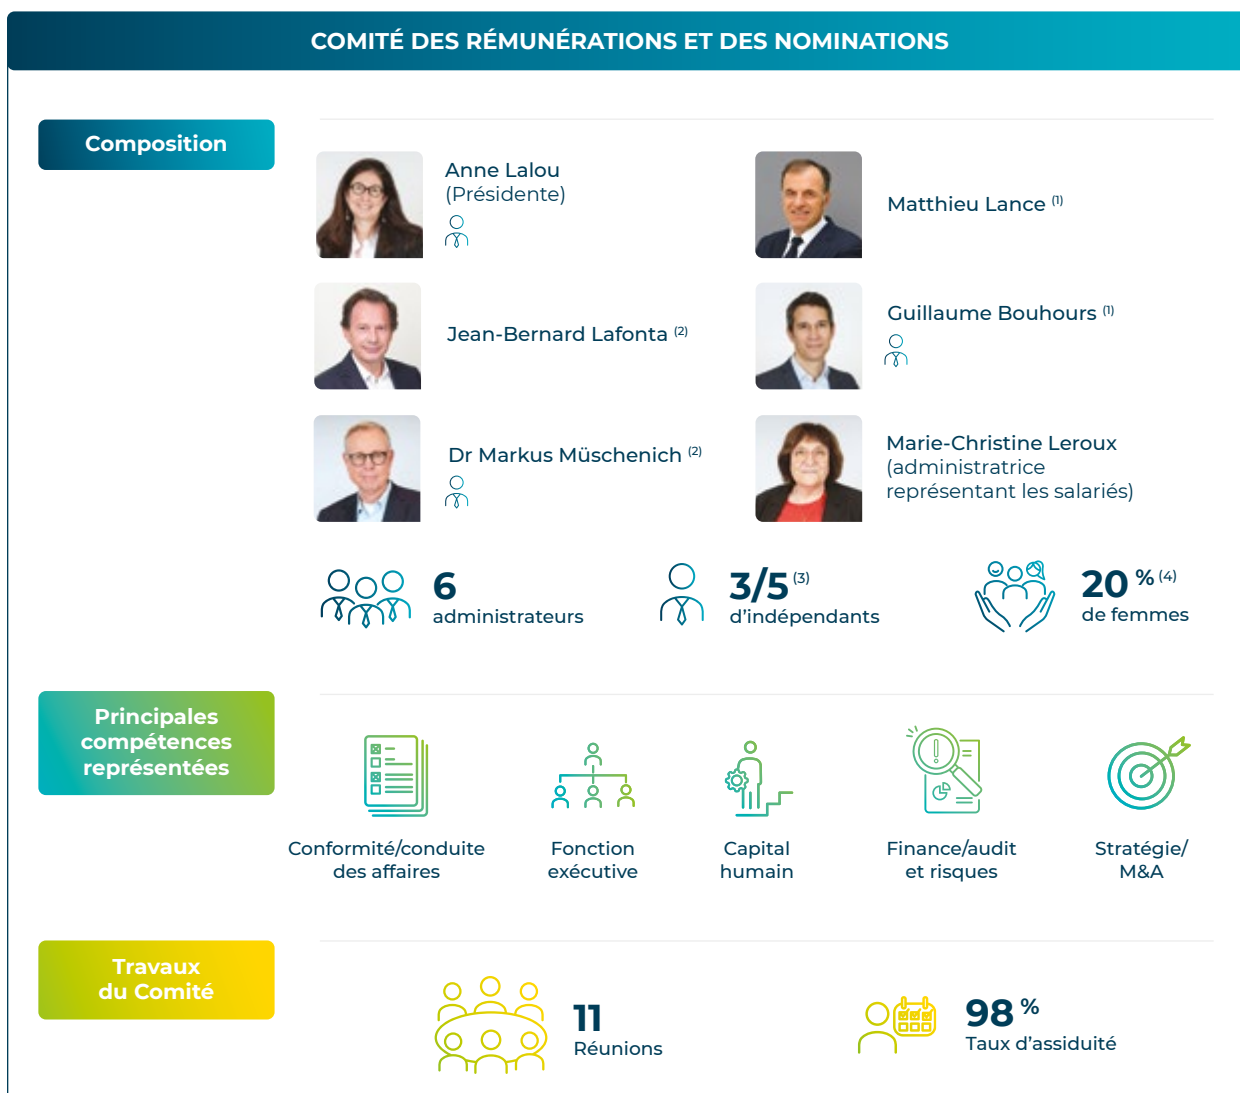 COMITÉ DES RÉMUNÉRATIONS ET DES NOMINATIONS
Composition
Anne Lalou
(Présidente)
Matthieu Lance (1)
Jean-Bernard Lafonta (2)
Guillaume Bouhours (1)
Dr Markus Müschenich (2)
Marie-Christine Leroux
(administratrice
représentant les salariés)
6
administrateurs
3/5 (3)
d'indépendants
20 % (4)
de femmes
Principales
compétences
représentées
Conformité/conduite
des affaires
Fonction
exécutive
Capital
humain
Finance/audit
et risques
Stratégie/
M&A
Travaux
du Comité
11
Réunions
98 %
Taux d'assiduité